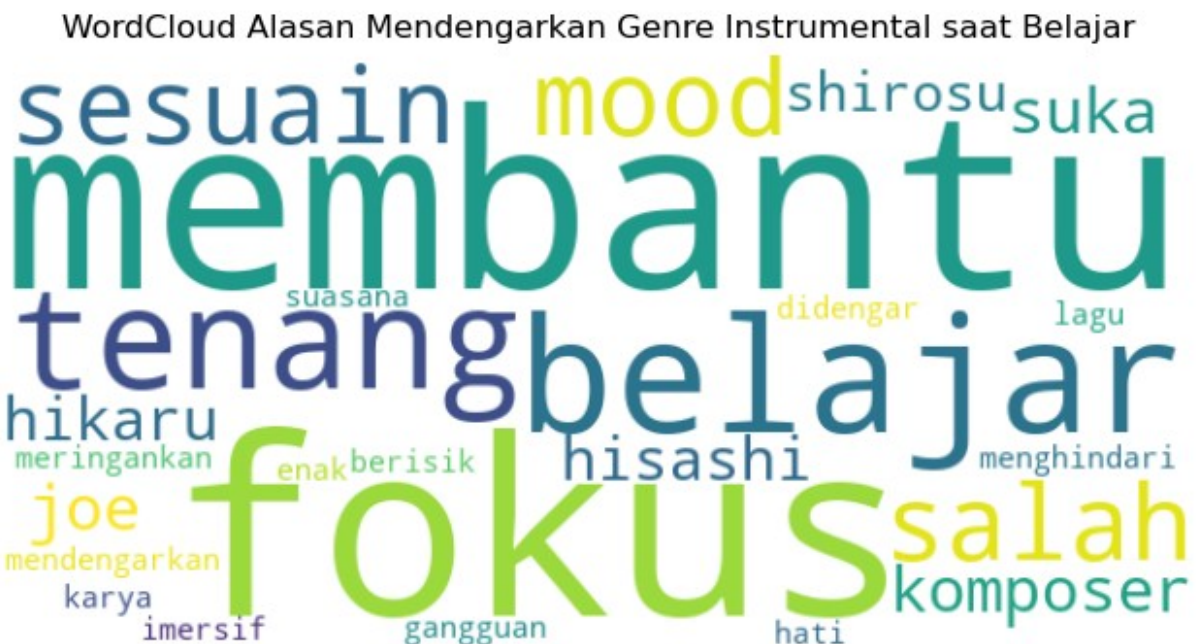 WordCloud Alasan Mendengarkan Genre Instrumental saat Belajar
sesuain
mood
shirosu
suka
membantu
suasana
didengar
lagu
tenang
belajar
hikaru
hisashi
meringankan
enak
berisik
menghindari
fokus
joe
salah
mendengarkan
komposer
karya
imersif
gangguan
hati